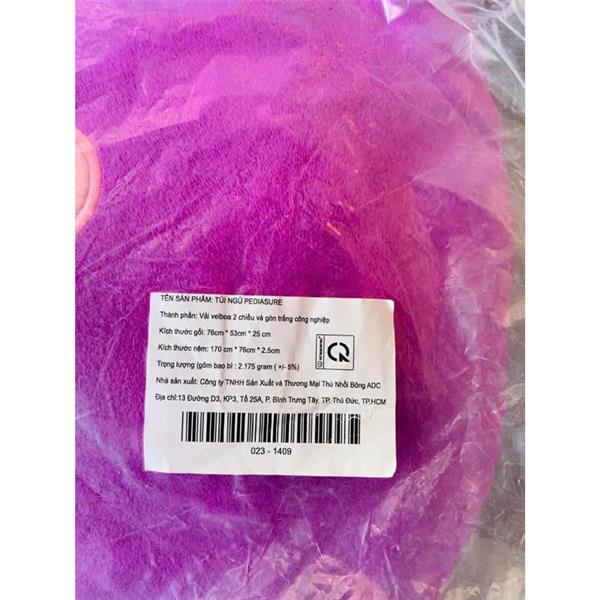 TÊN SẢN PHẨM: TÚI NGỦ PEDIASURE
Thành phần: Vải velboa 2 chiều và gòn trắng công nghiệp
Kích thước gối: 76cm * 53cm * 25 cm
Kích thước nệm: 170 cm * 76cm * 2.5cm
Trọng lượng (gồm bao bì : 2.175 gram ( +/- 5%)
Nhà sản xuất: Công ty TNHH Sản Xuất và Thương Mại Thú Nhồi Bông ADC
Địa chỉ:13 Đường D3, KP3, Tổ 25A, P. Bình Trưng Tây, TP. Thủ Đức, TP.HCM
023 - 1409